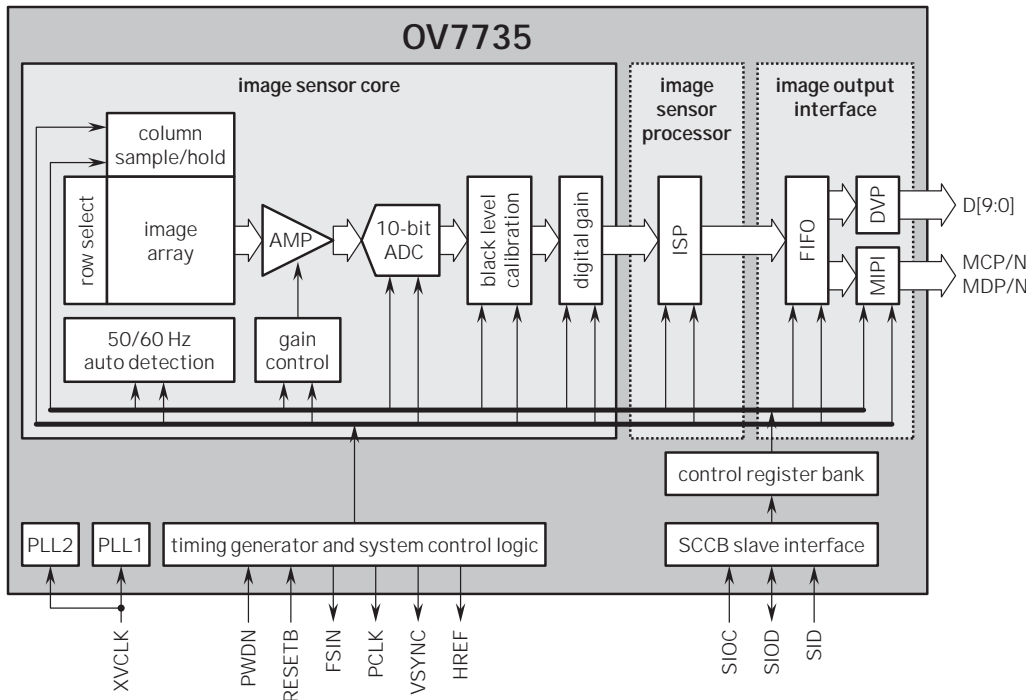 OV7735
image sensor core
image
sensor
processor
image output
interface
column
sample/hold
row select
image
array
AMP
10-bit
ADC
black level
calibration
digital gain
ISP
FIFO
DVP
MIPI
D[9:0]
MCP/N
MDP/N
50/60 Hz
auto detection
gain
control
control register bank
PLL2
PLL1
timing generator and system control logic
SCCB slave interface
XVCLK
PWDN
RESETB
FSIN
PCLK
VSYNC
HREF
SIOC
SIOD
SID